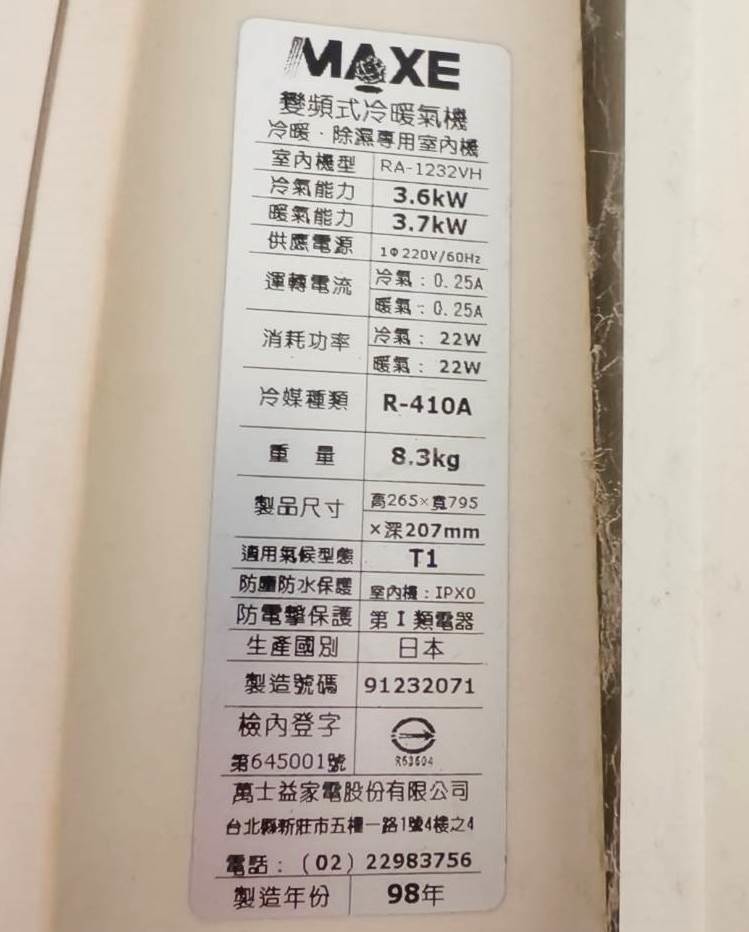 MAXE
變頻式冷暖氣機
冷暖．除濕專用室內機
室內機型 RA-1232VH
冷氣能力 3.6kW
暖氣能力 3.7kW
供應電源 1Φ220V/60Hz
運轉電流 冷氣：0.25A
暖氣：0.25A
消耗功率 冷氣：22W
暖氣：22W
冷媒種類 R-410A
重量 8.3kg
製品尺寸 高265×寬795
×深207mm
適用氣候型態 T1
防塵防水保護 室內機：IPX0
防電擊保護 第I類電器
生產國別 日本
製造號碼 91232071
檢內登字
第645001號 R63604
萬士益家電股份有限公司
台北縣新莊市五權一路1號4樓之4
電話：(02) 22983756
製造年份 98年